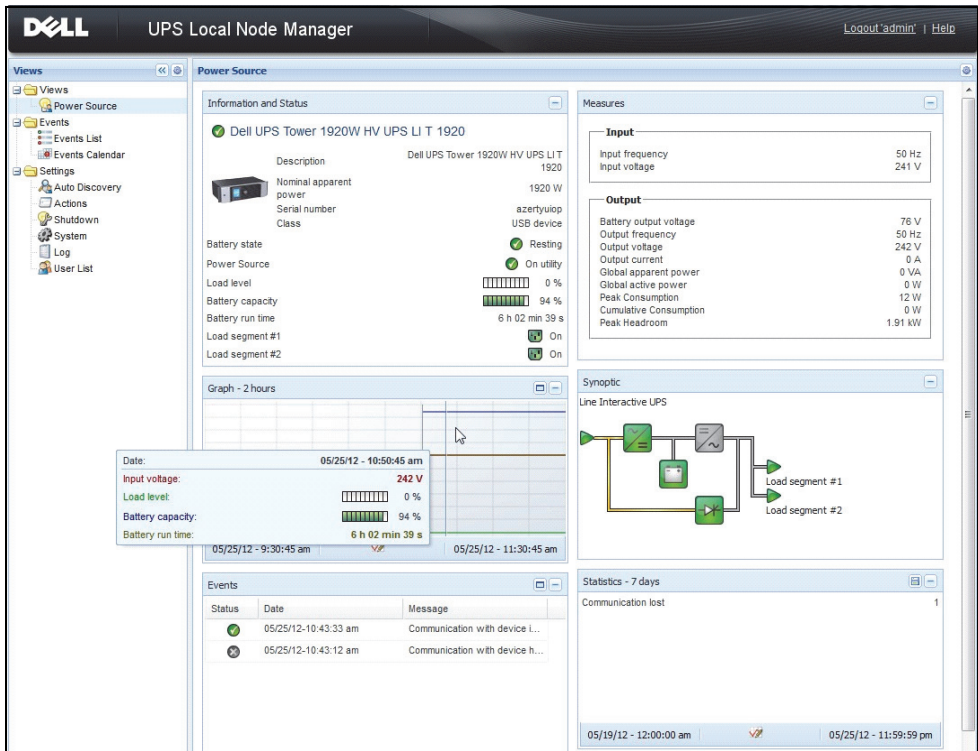 DELL
UPS Local Node Manager
Logout 'admin' | Help
Views
Views
Power Source
Events
Events List
Events Calendar
Settings
Auto Discovery
Actions
Shutdown
System
Log
User List
Power Source
Information and Status
Dell UPS Tower 1920W HV UPS LI T 1920
Description Dell UPS Tower 1920W HV UPS LI T
1920
Nominal apparent
power 1920 W
Serial number azertyuiop
Class USB device
Battery state Resting
Power Source On utility
Load level 0 %
Battery capacity 94 %
Battery run time 6 h 02 min 39 s
Load segment #1 On
Load segment #2 On
Measures
Input
Input frequency 50 Hz
Input voltage 241 V
Output
Battery output voltage 76 V
Output frequency 50 Hz
Output voltage 242 V
Output current 0 A
Global apparent power 0 VA
Global active power 0 W
Peak Consumption 12 W
Cumulative Consumption 0 W
Peak Headroom 1.91 kW
Graph - 2 hours
Date: 05/25/12 - 10:50:45 am
Input voltage: 242 V
Load level: 0 %
Battery capacity: 94 %
Battery run time: 6 h 02 min 39 s
05/25/12 - 9:30:45 am 05/25/12 - 11:30:45 am
Synoptic
Line Interactive UPS
Load segment #1
Load segment #2
Events
Status Date Message
05/25/12-10:43:33 am Communication with device i...
05/25/12-10:43:12 am Communication with device h...
Statistics - 7 days
Communication lost 1
05/19/12 - 12:00:00 am 05/25/12 - 11:59:59 pm